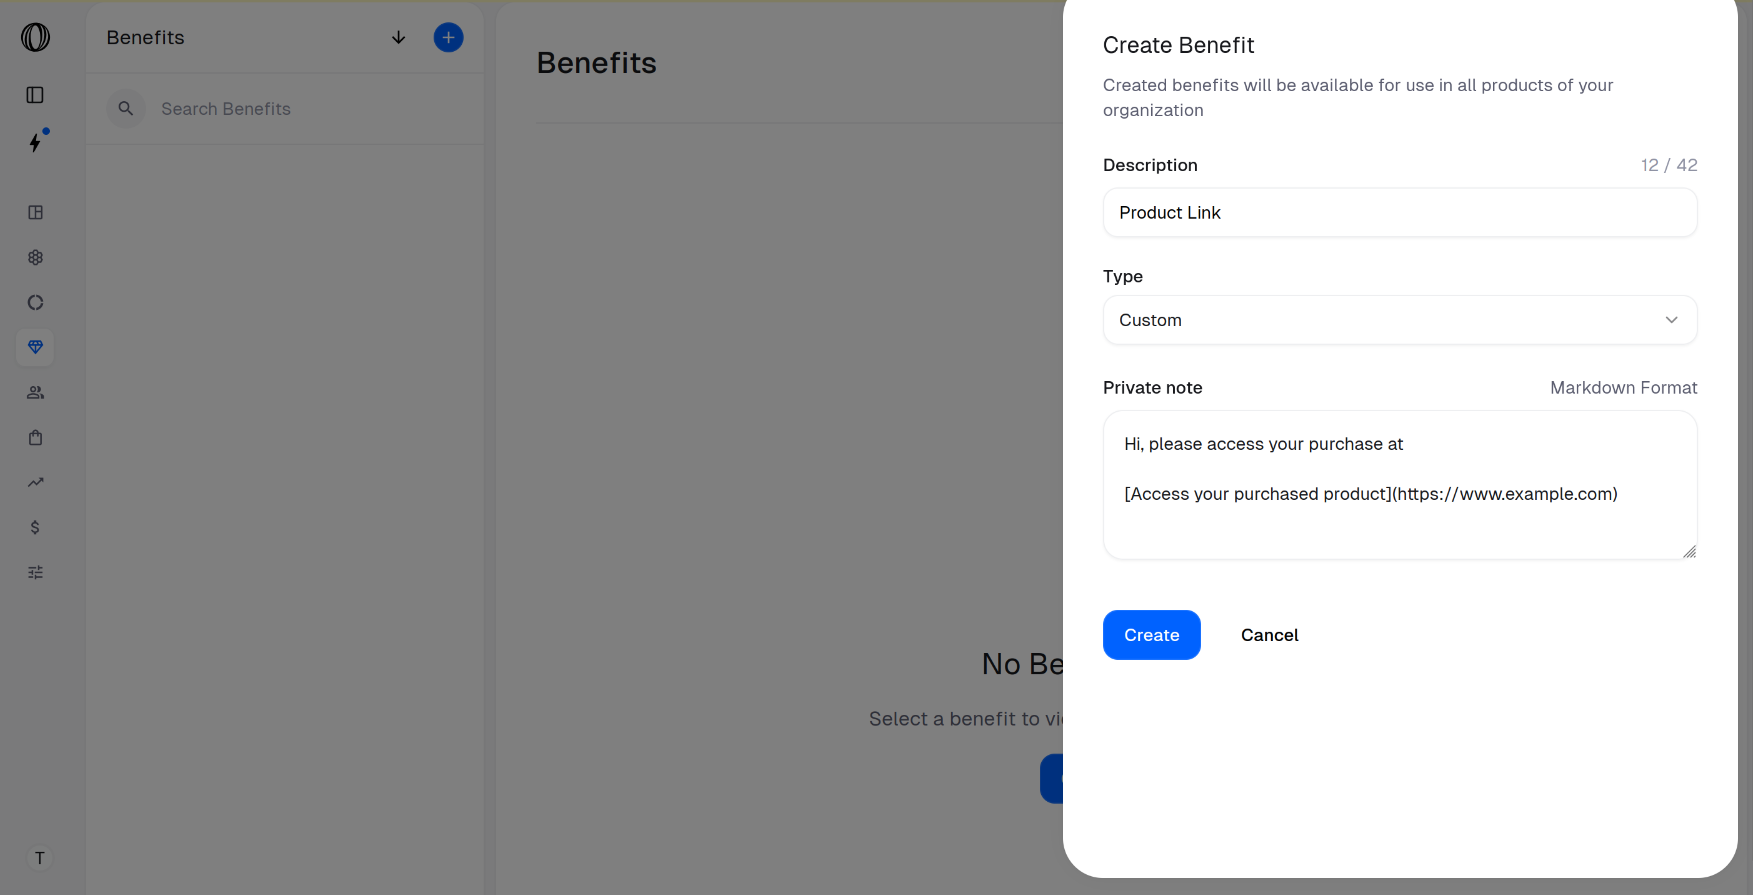 Benefits
Search Benefits
Benefits
No Be
Select a benefit to vi
Create Benefit
Created benefits will be available for use in all products of your
organization
Description
12 / 42
Product Link
Type
Custom
Private note
Markdown Format
Hi, please access your purchase at
[Access your purchased product](https://www.example.com)
Create
Cancel
T